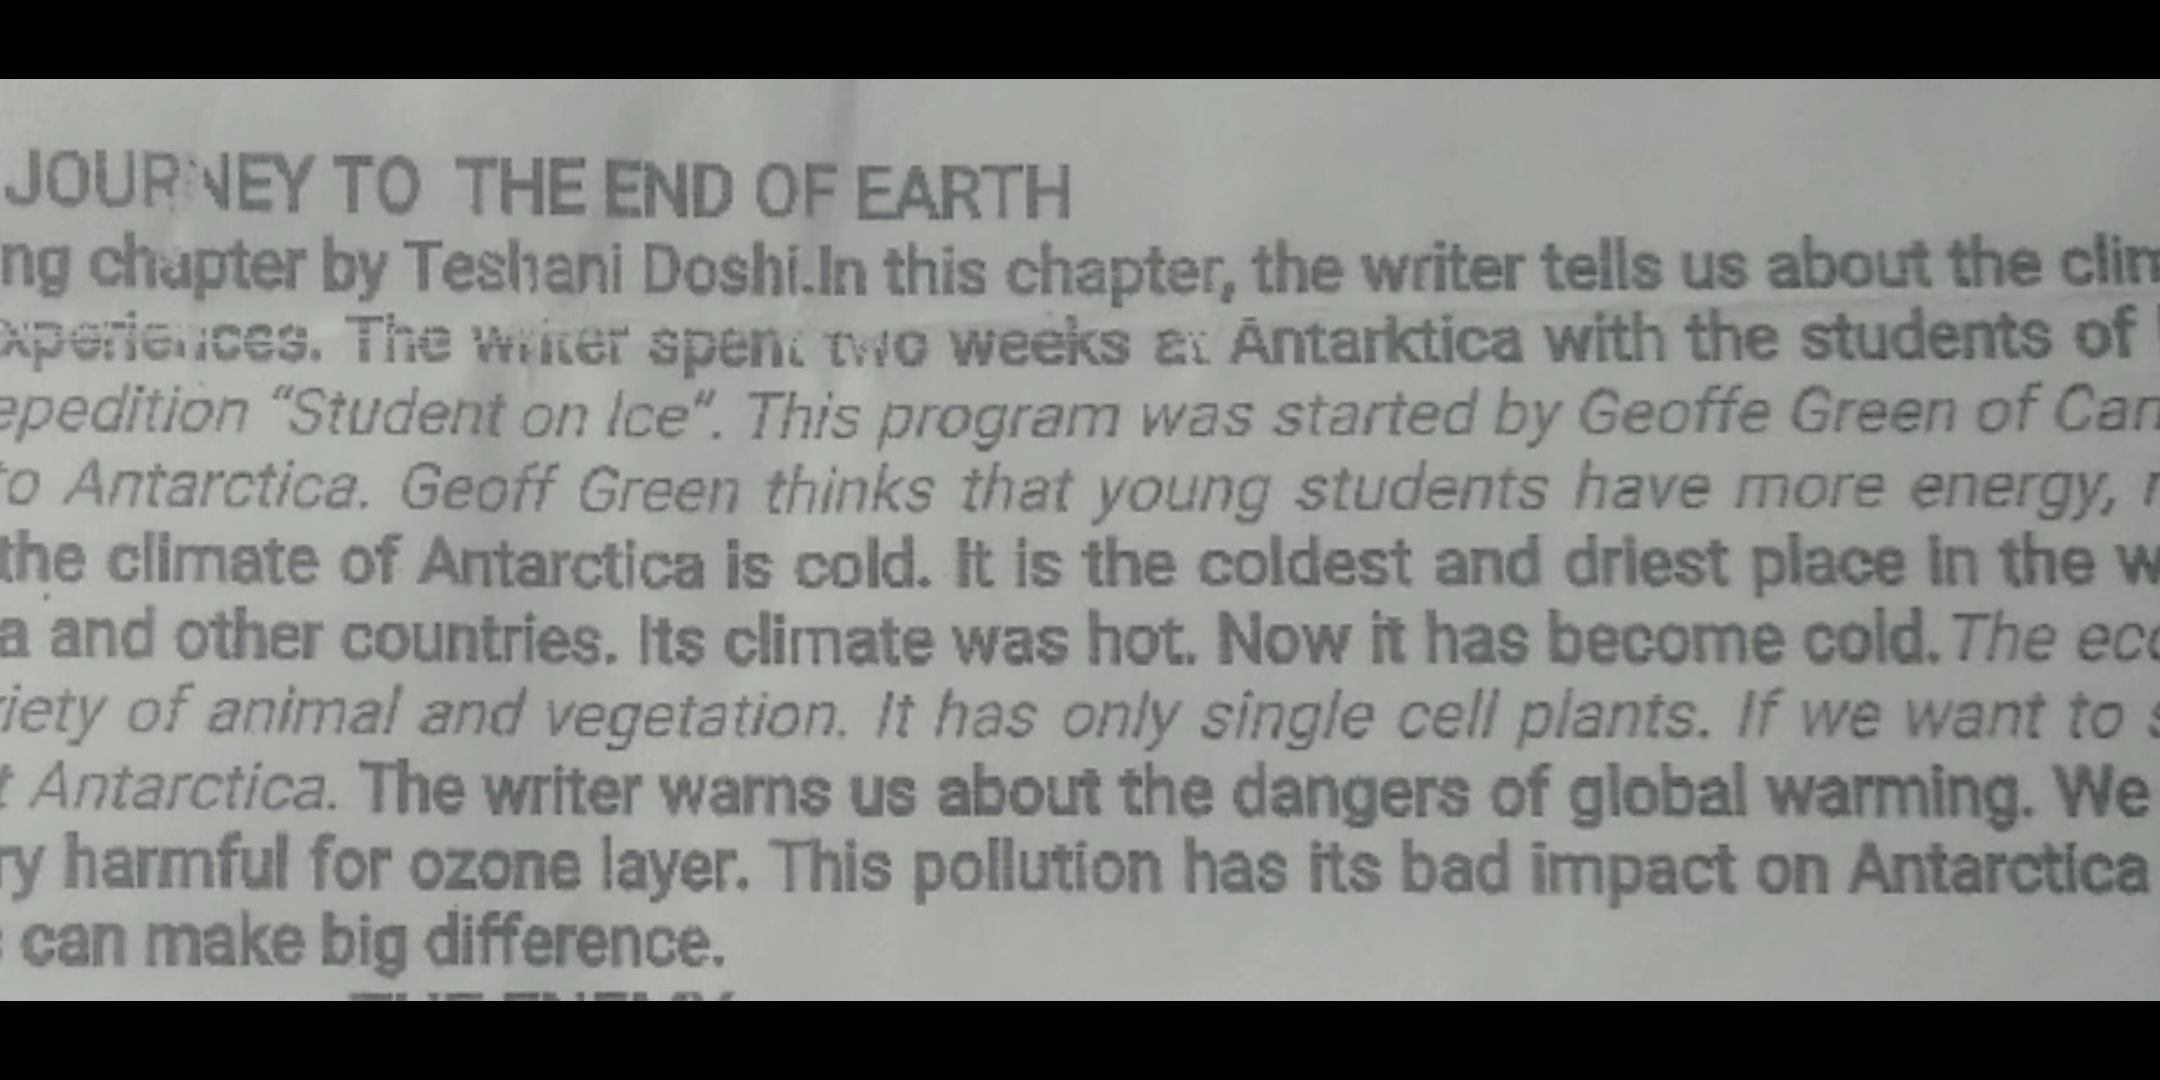 JOURNEY TO THE END OF EARTH
ng chapter by Teshani Doshi.In this chapter, the writer tells us about the clim
xperiences. The writer spent two weeks at Antarktica with the students of
epedition "Student on Ice". This program was started by Geoffe Green of Can
to Antarctica. Geoff Green thinks that young students have more energy,
the climate of Antarctica is cold. It is the coldest and driest place in the w
a and other countries. Its climate was hot. Now it has become cold. The eco
riety of animal and vegetation. It has only single cell plants. If we want to s
t Antarctica. The writer warns us about the dangers of global warming. We
ry harmful for ozone layer. This pollution has its bad impact on Antarctica
s can make big difference.
THE ENEMY